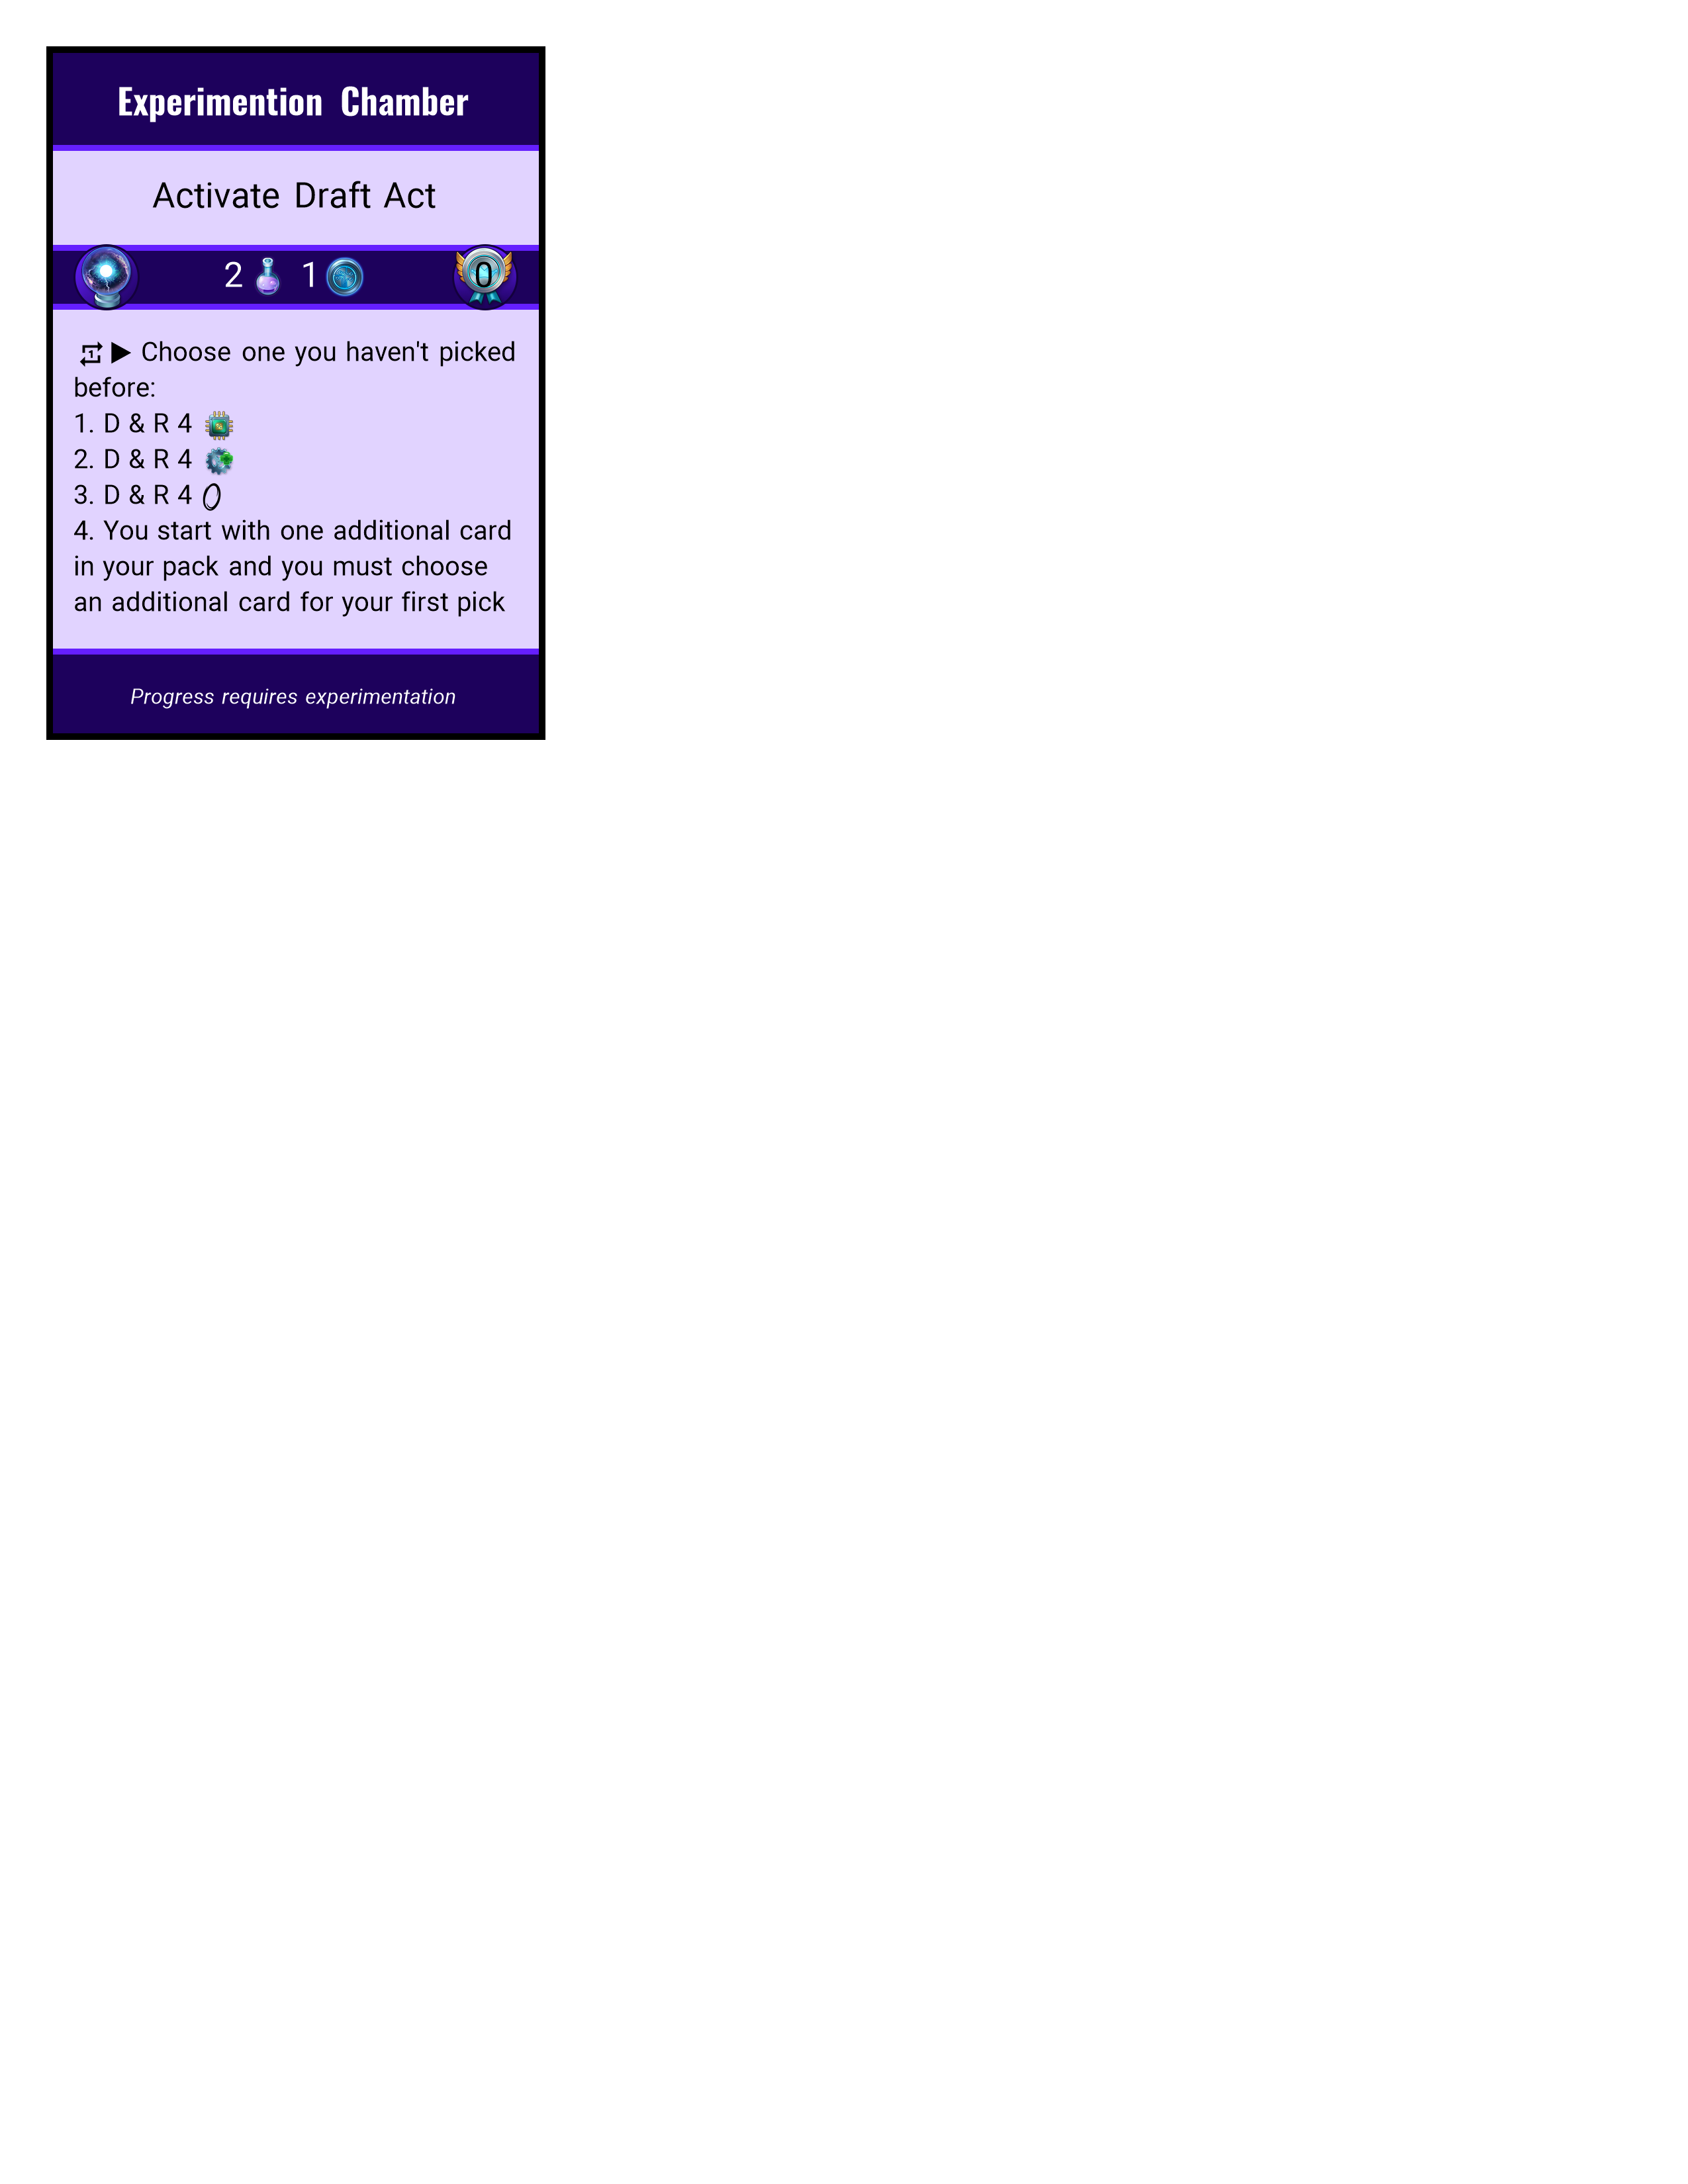 Experimention Chamber
Activate Draft Act
2 1 0
1 Choose one you haven't picked
before:
1. D & R 4
2. D & R 4
3. D & R 4
4. You start with one additional card
in your pack and you must choose
an additional card for your first pick
Progress requires experimentation